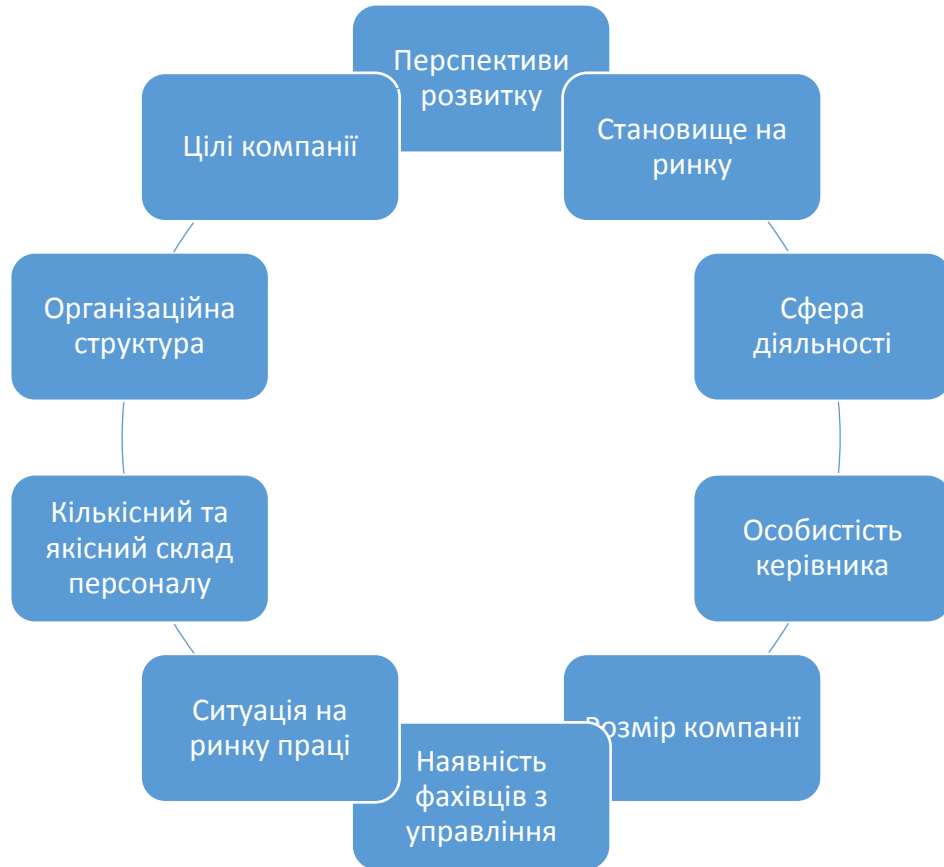 Перспективи
розвитку
Становище на
ринку
Сфера
діяльності
Особистість
керівника
Розмір компанії
Наявність
фахівців з
управління
Ситуація на
ринку праці
Кількісний та
якісний склад
персоналу
Організаційна
структура
Цілі компанії